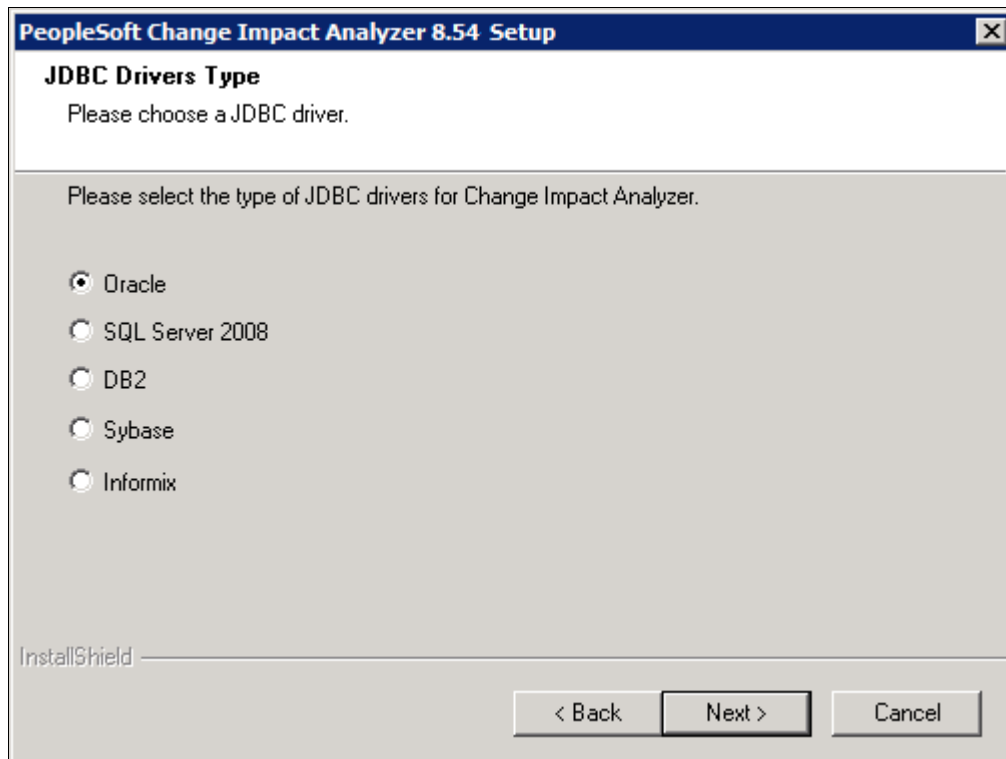 PeopleSoft Change Impact Analyzer 8.54 Setup
JDBC Drivers Type
Please choose a JDBC driver.
Please select the type of JDBC drivers for Change Impact Analyzer.
Oracle
SQL Server 2008
DB2
Sybase
Informix
InstallShield
< Back Next > Cancel